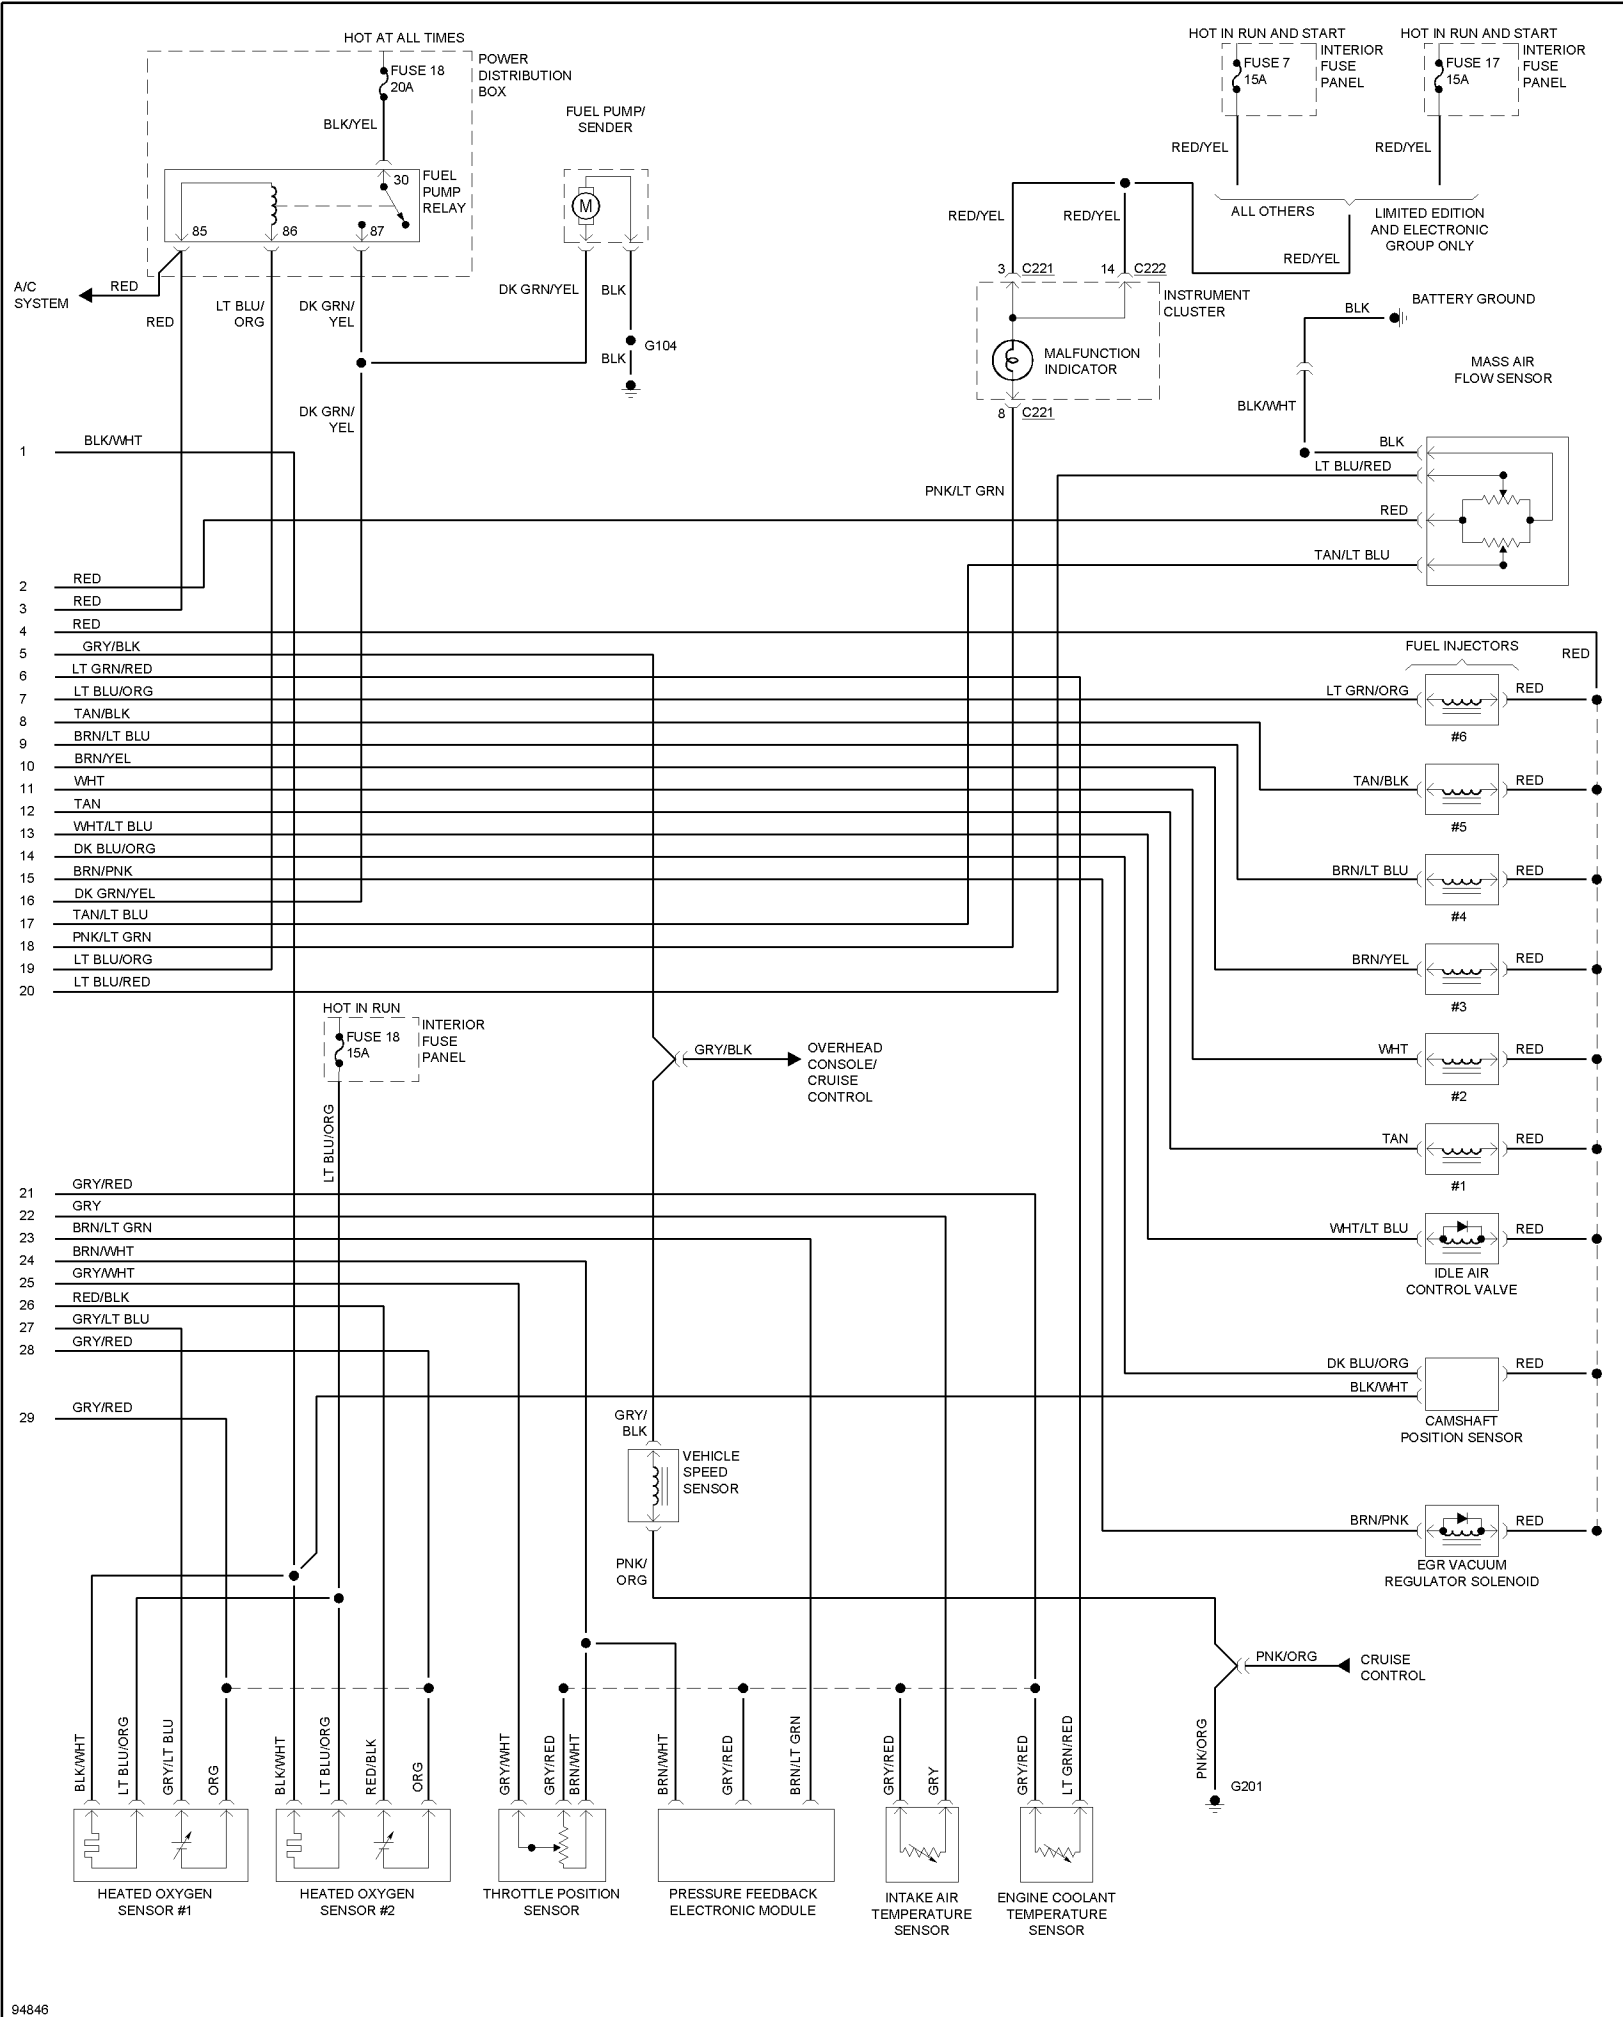 HOT AT ALL TIMES
FUSE 18
20A
POWER
DISTRIBUTION
BOX
BLK/YEL
30
FUEL
PUMP
RELAY
85
86
87
FUEL PUMP/
SENDER
M
A/C
SYSTEM
RED
RED
LT BLU/
ORG
DK GRN/
YEL
DK GRN/YEL
BLK
G104
BLK
DK GRN/
YEL
HOT IN RUN AND START
FUSE 7
15A
INTERIOR
FUSE
PANEL
HOT IN RUN AND START
FUSE 17
15A
INTERIOR
FUSE
PANEL
RED/YEL
RED/YEL
ALL OTHERS
LIMITED EDITION
AND ELECTRONIC
GROUP ONLY
RED/YEL
RED/YEL
RED/YEL
3
C221
14
C222
INSTRUMENT
CLUSTER
MALFUNCTION
INDICATOR
8
C221
PNK/LT GRN
BLK
BATTERY GROUND
BLK/WHT
MASS AIR
FLOW SENSOR
BLK
LT BLU/RED
RED
TAN/LT BLU
1
BLK/WHT
2
RED
3
RED
4
RED
5
GRY/BLK
6
LT GRN/RED
7
LT BLU/ORG
8
TAN/BLK
9
BRN/LT BLU
10
BRN/YEL
11
WHT
12
TAN
13
WHT/LT BLU
14
DK BLU/ORG
15
BRN/PNK
16
DK GRN/YEL
17
TAN/LT BLU
18
PNK/LT GRN
19
LT BLU/ORG
20
LT BLU/RED
FUEL INJECTORS
RED
LT GRN/ORG
RED
#6
TAN/BLK
RED
#5
BRN/LT BLU
RED
#4
BRN/YEL
RED
#3
WHT
RED
#2
TAN
RED
#1
WHT/LT BLU
RED
IDLE AIR
CONTROL VALVE
DK BLU/ORG
RED
BLK/WHT
CAMSHAFT
POSITION SENSOR
BRN/PNK
RED
EGR VACUUM
REGULATOR SOLENOID
HOT IN RUN
FUSE 18
15A
INTERIOR
FUSE
PANEL
LT BLU/ORG
GRY/BLK
OVERHEAD
CONSOLE/
CRUISE
CONTROL
21
GRY/RED
22
GRY
23
BRN/LT GRN
24
BRN/WHT
25
GRY/WHT
26
RED/BLK
27
GRY/LT BLU
28
GRY/RED
29
GRY/RED
GRY/
BLK
VEHICLE
SPEED
SENSOR
PNK/
ORG
PNK/ORG
CRUISE
CONTROL
PNK/ORG
G201
BLK/WHT
LT BLU/ORG
GRY/LT BLU
ORG
BLK/WHT
LT BLU/ORG
RED/BLK
ORG
GRY/WHT
GRY/RED
BRN/WHT
BRN/WHT
GRY/RED
BRN/LT GRN
GRY/RED
GRY
GRY/RED
LT GRN/RED
HEATED OXYGEN
SENSOR #1
HEATED OXYGEN
SENSOR #2
THROTTLE POSITION
SENSOR
PRESSURE FEEDBACK
ELECTRONIC MODULE
INTAKE AIR
TEMPERATURE
SENSOR
ENGINE COOLANT
TEMPERATURE
SENSOR
94846